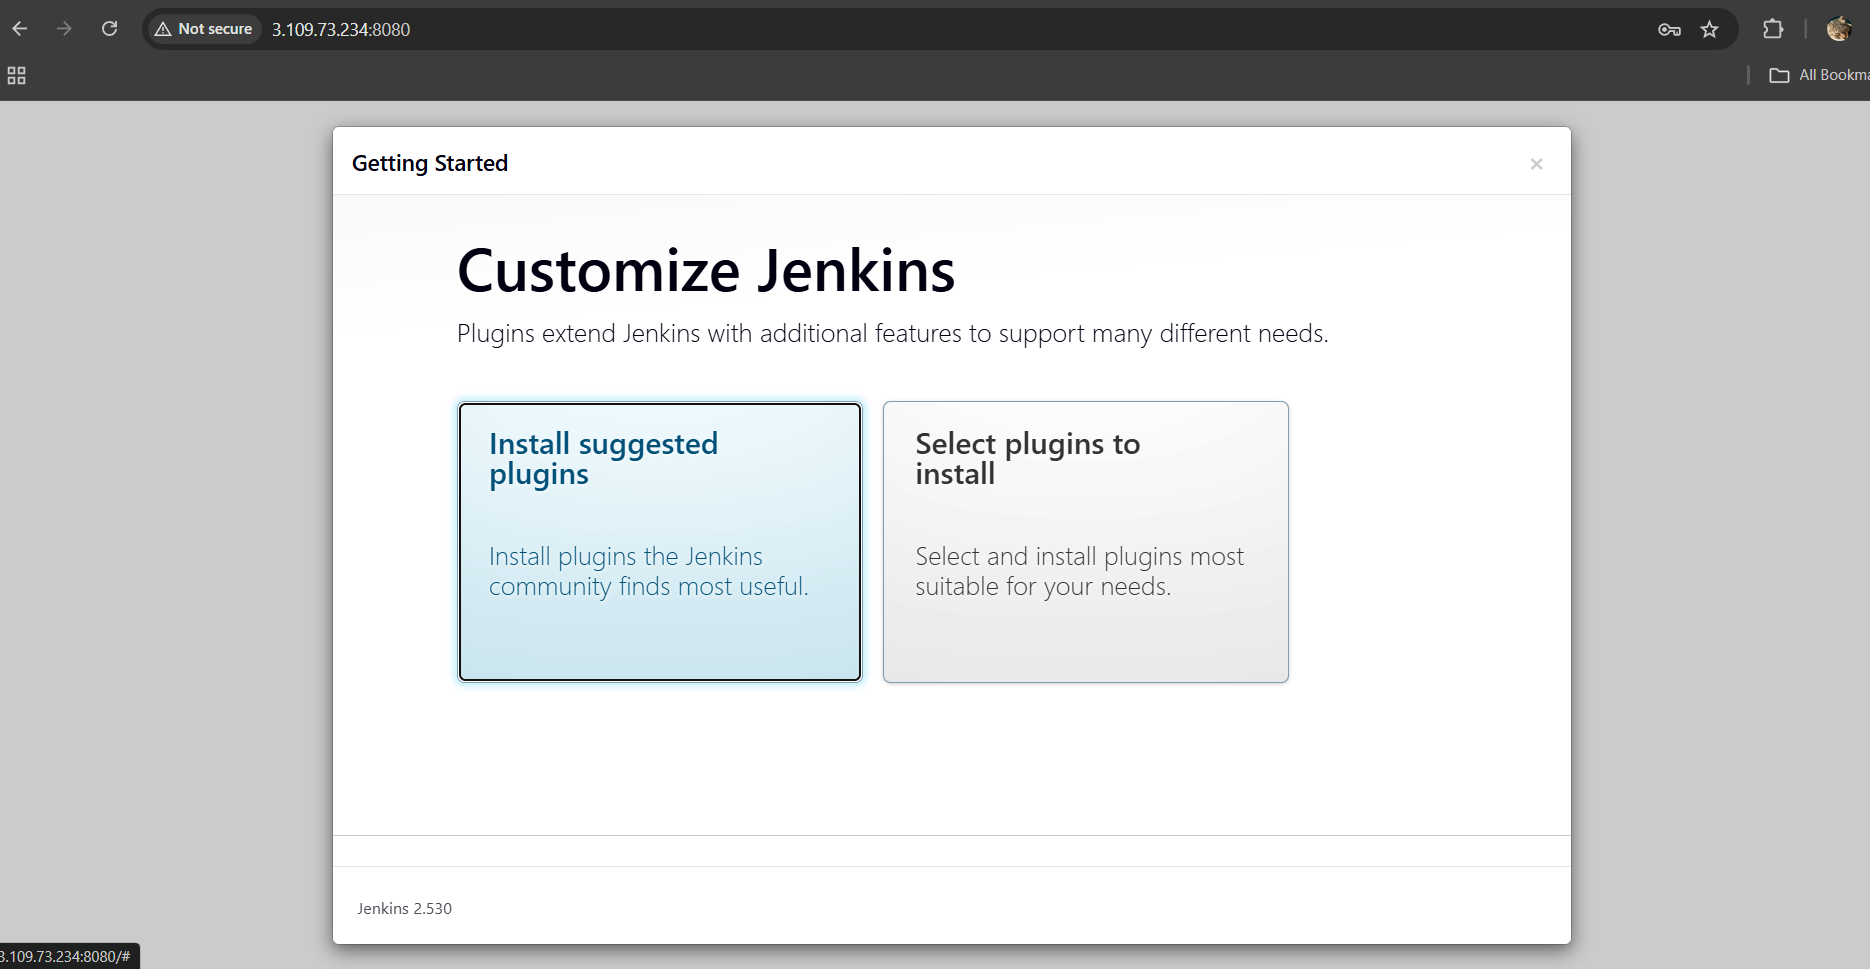 Not secure 3.109.73.234:8080
All Bookma
Getting Started
×
Customize Jenkins
Plugins extend Jenkins with additional features to support many different needs.
Install suggested
plugins
Install plugins the Jenkins
community finds most useful.
Select plugins to
install
Select and install plugins most
suitable for your needs.
Jenkins 2.530
3.109.73.234:8080/#